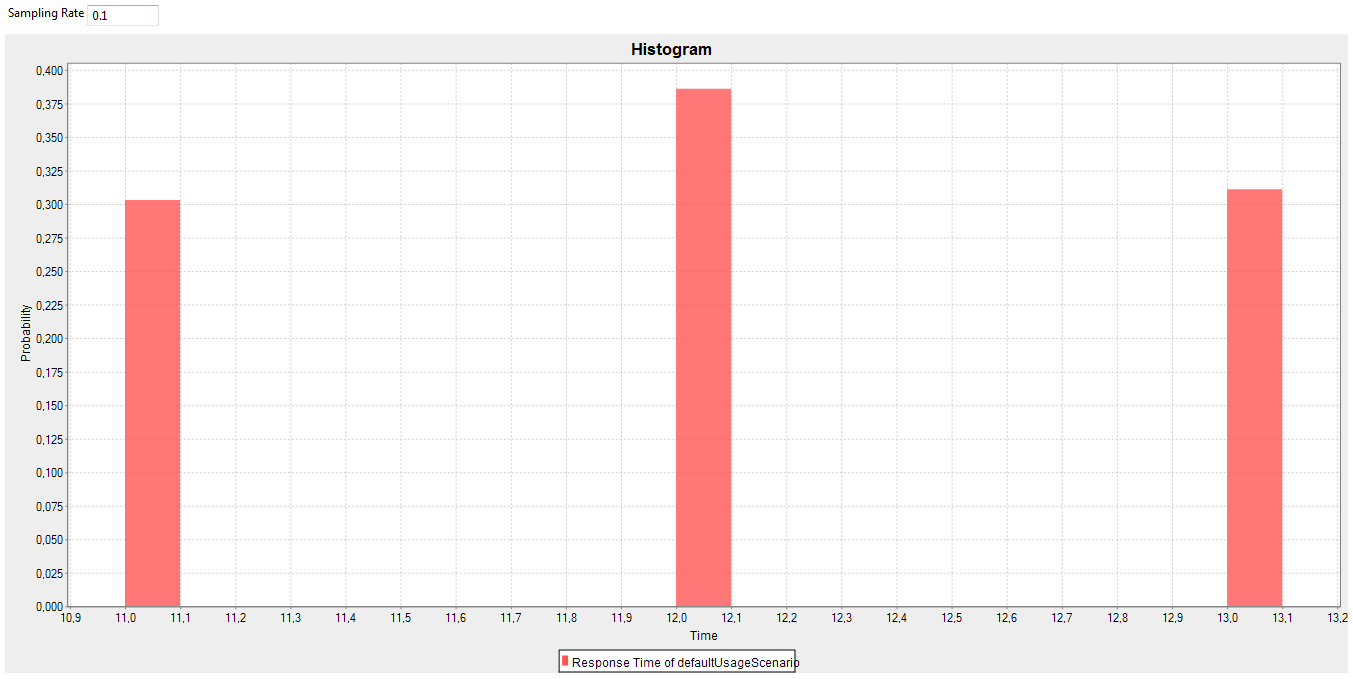 Sampling Rate 0.1
Histogram
0,400
0,375
0,350
0,325
0,300
0,275
0,250
0,225
0,200
0,175
0,150
0,125
0,100
0,075
0,050
0,025
0,000
Probability
10,9 11,0 11,1 11,2 11,3 11,4 11,5 11,6 11,7 11,8 11,9 12,0 12,1 12,2 12,3 12,4 12,5 12,6 12,7 12,8 12,9 13,0 13,1 13,2
Time
Response Time of defaultUsageScenario